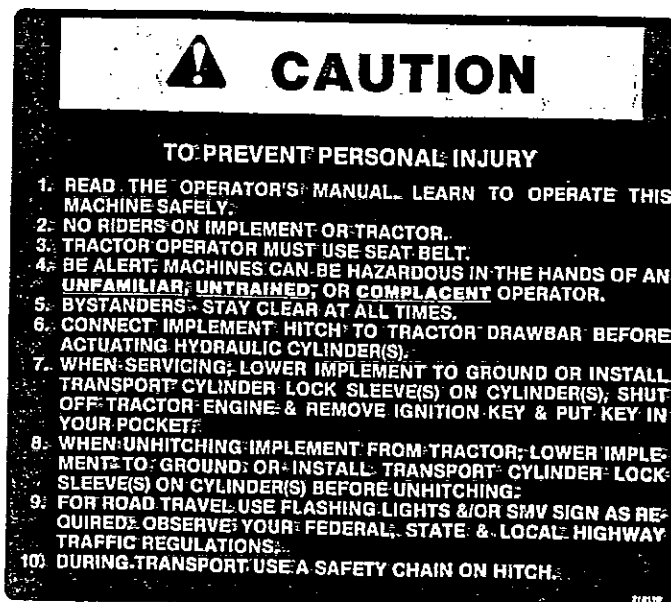 CAUTION
TO PREVENT PERSONAL INJURY
1. READ THE OPERATOR'S MANUAL. LEARN TO OPERATE THIS
MACHINE SAFELY.
2. NO RIDERS ON IMPLEMENT OR TRACTOR.
3. TRACTOR OPERATOR MUST USE SEAT BELT.
4. BE ALERT; MACHINES CAN BE HAZARDOUS IN THE HANDS OF AN
UNFAMILIAR, UNTRAINED, OR COMPLACENT OPERATOR.
5. BYSTANDERS - STAY CLEAR AT ALL TIMES.
6. CONNECT IMPLEMENT HITCH TO TRACTOR DRAWBAR BEFORE
ACTUATING HYDRAULIC CYLINDER(S).
7. WHEN SERVICING, LOWER IMPLEMENT TO GROUND OR INSTALL
TRANSPORT CYLINDER LOCK SLEEVE(S) ON CYLINDER(S), SHUT
OFF TRACTOR ENGINE & REMOVE IGNITION KEY & PUT KEY IN
YOUR POCKET.
8. WHEN UNHITCHING IMPLEMENT FROM TRACTOR, LOWER IMPLE-
MENT TO GROUND OR INSTALL TRANSPORT CYLINDER LOCK
SLEEVE(S) ON CYLINDER(S) BEFORE UNHITCHING.
9. FOR ROAD TRAVEL USE FLASHING LIGHTS &/OR SMV SIGN AS RE-
QUIRED. OBSERVE YOUR FEDERAL, STATE & LOCAL HIGHWAY
TRAFFIC REGULATIONS.
10. DURING TRANSPORT USE A SAFETY CHAIN ON HITCH.